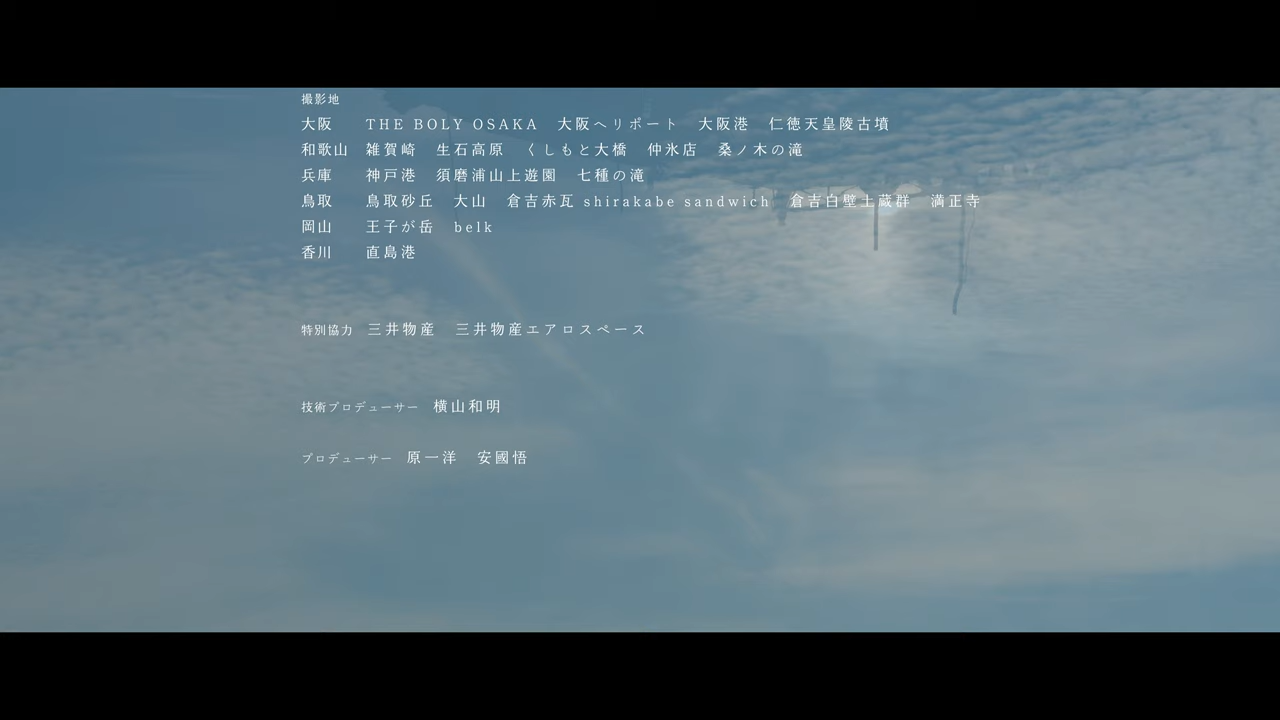 撮影地
大阪　THE BOLY OSAKA　大阪ヘリポート　大阪港　仁徳天皇陵古墳
和歌山　雑賀崎　生石高原　くしもと大橋　仲氷店　桑ノ木の滝
兵庫　神戸港　須磨浦山上遊園　七種の滝
鳥取　鳥取砂丘　大山　倉吉赤瓦 shirakabe sandwich　倉吉白壁土蔵群　満正寺
岡山　王子が岳　belk
香川　直島港
特別協力　三井物産　三井物産エアロスペース
技術プロデューサー　横山和明
プロデューサー　原一洋　安國悟